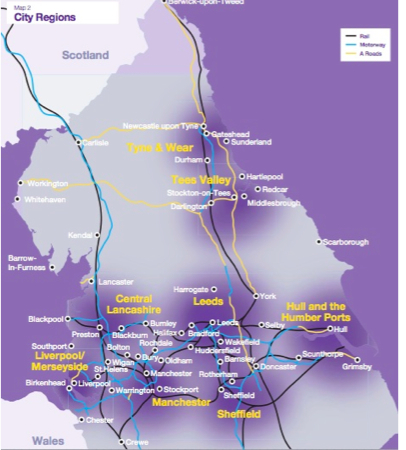 Map 2
City Regions
Berwick-upon-Tweed
Rail
Motorway
A Roads
Scotland
Newcastle upon Tyne
Gateshead
Carlisle
Sunderland
Tyne & Wear
Durham
Hartlepool
Tees Valley
Workington
Redcar
Stockton-on-Tees
Whitehaven
Middlesbrough
Darlington
Kendal
Scarborough
Barrow-
In-Furness
Lancaster
Harrogate
York
Central
Lancashire
Leeds
Hull and the
Humber Ports
Blackpool
Burnley
Leeds
Selby
Hull
Preston
Blackburn
Halifax
Bradford
Southport
Bolton
Rochdale
Wakefield
Huddersfield
Liverpool/
Merseyside
Wigan
Bury
Oldham
Barnsley
Scunthorpe
Grimsby
St.Helens
Manchester
Rotherham
Doncaster
Birkenhead
Liverpool
Warrington
Stockport
Sheffield
Manchester
Sheffield
Chester
Wales
Crewe